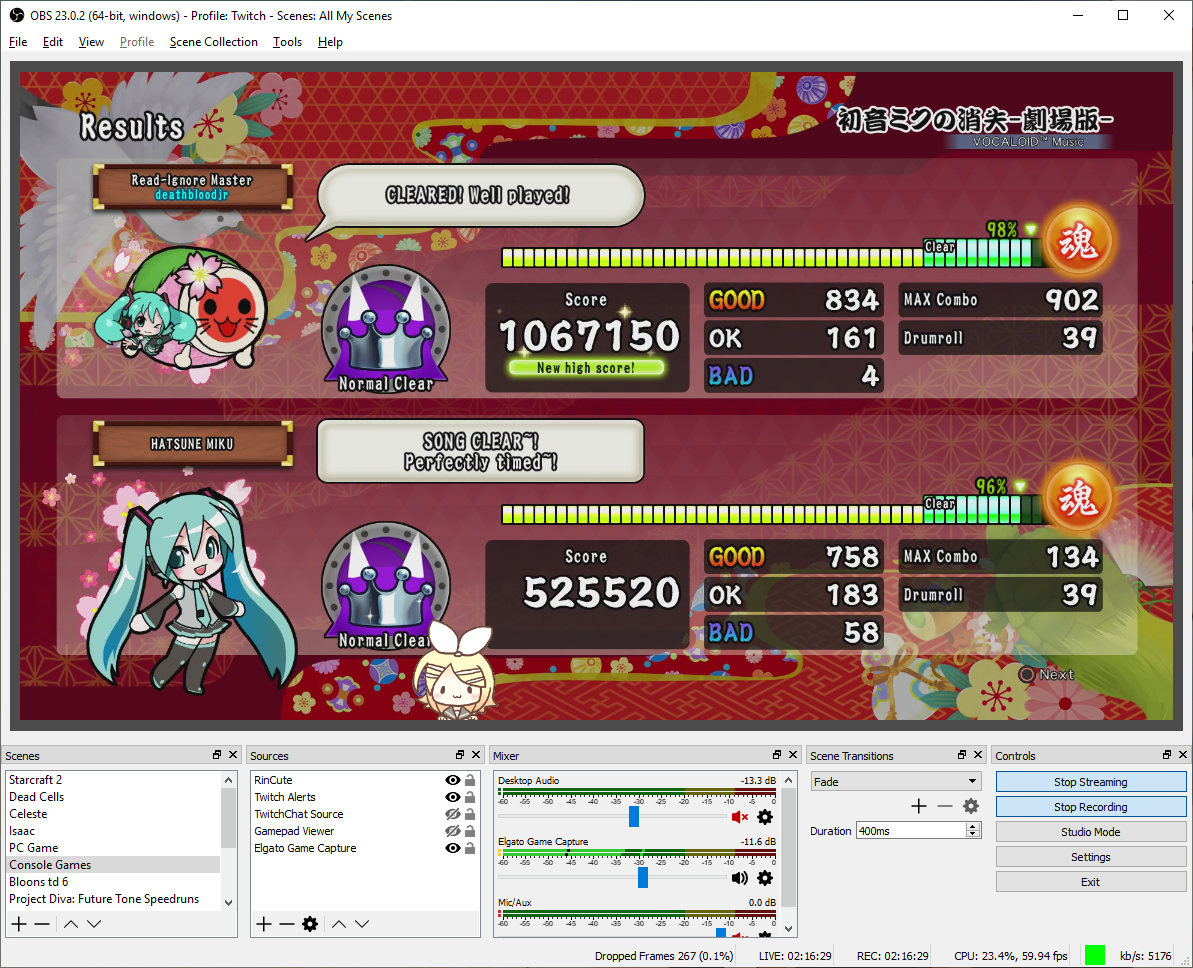 OBS 23.0.2 (64-bit, windows) - Profile: Twitch - Scenes: All My Scenes
File Edit View Profile Scene Collection Tools Help
Results
初音ミクの消失-劇場版-
VOCALOID™ Music
Read-Ignore Master
deathbloodjr
CLEARED! Well played!
98%
Clear
魂
Normal Clear
Score
1067150
New high score!
GOOD 834
OK 161
BAD 4
MAX Combo 902
Drumroll 39
HATSUNE MIKU
SONG CLEAR~!
Perfectly timed~!
96%
Clear
魂
Normal Clear
Score
525520
GOOD 758
OK 183
BAD 58
MAX Combo 134
Drumroll 39
Next
Scenes
Starcraft 2
Dead Cells
Celeste
Isaac
PC Game
Console Games
Bloons td 6
Project Diva: Future Tone Speedruns
Sources
RinCute
Twitch Alerts
TwitchChat Source
Gamepad Viewer
Elgato Game Capture
Mixer
Desktop Audio -13.3 dB
-60 -55 -50 -45 -40 -35 -30 -25 -20 -15 -10 -5 0
Elgato Game Capture -11.6 dB
-60 -55 -50 -45 -40 -35 -30 -25 -20 -15 -10 -5 0
Mic/Aux 0.0 dB
-60 -55 -50 -45 -40 -35 -30 -25 -20 -15 -10 -5 0
Scene Transitions
Fade
Duration 400ms
Controls
Stop Streaming
Stop Recording
Studio Mode
Settings
Exit
Dropped Frames 267 (0.1%) LIVE: 02:16:29 REC: 02:16:29 CPU: 23.4%, 59.94 fps kb/s: 5176